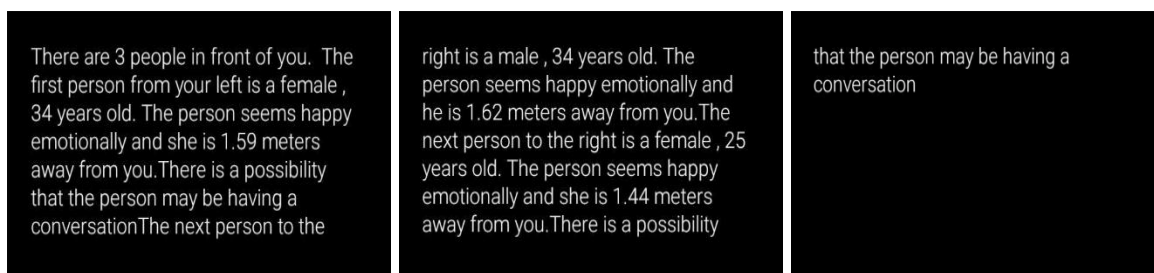 There are 3 people in front of you.  The
first person from your left is a female ,
34 years old. The person seems happy
emotionally and she is 1.59 meters
away from you.There is a possibility
that the person may be having a
conversationThe next person to the
right is a male , 34 years old. The
person seems happy emotionally and
he is 1.62 meters away from you.The
next person to the right is a female , 25
years old. The person seems happy
emotionally and she is 1.44 meters
away from you.There is a possibility
that the person may be having a
conversation